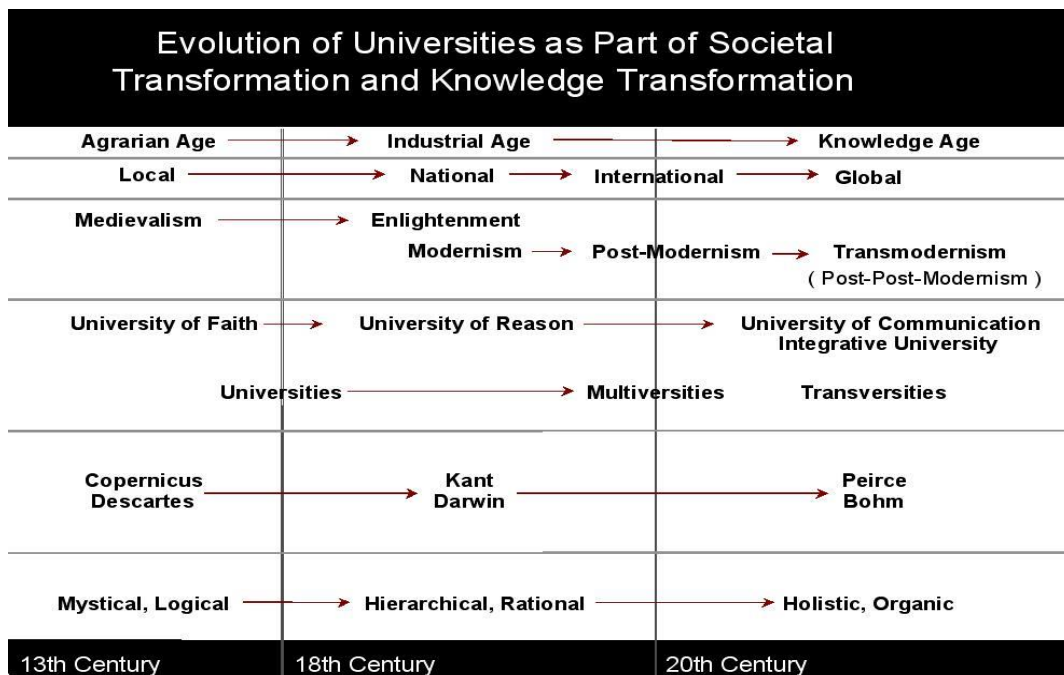 Evolution of Universities as Part of Societal
Transformation and Knowledge Transformation
Agrarian Age Industrial Age Knowledge Age
Local National International Global
Medievalism Enlightenment
Modernism Post-Modernism Transmodernism
( Post-Post-Modernism )
University of Faith University of Reason University of Communication
Integrative University
Universities Multiversities Transversities
Copernicus Kant Peirce
Descartes Darwin Bohm
Mystical, Logical Hierarchical, Rational Holistic, Organic
13th Century 18th Century 20th Century